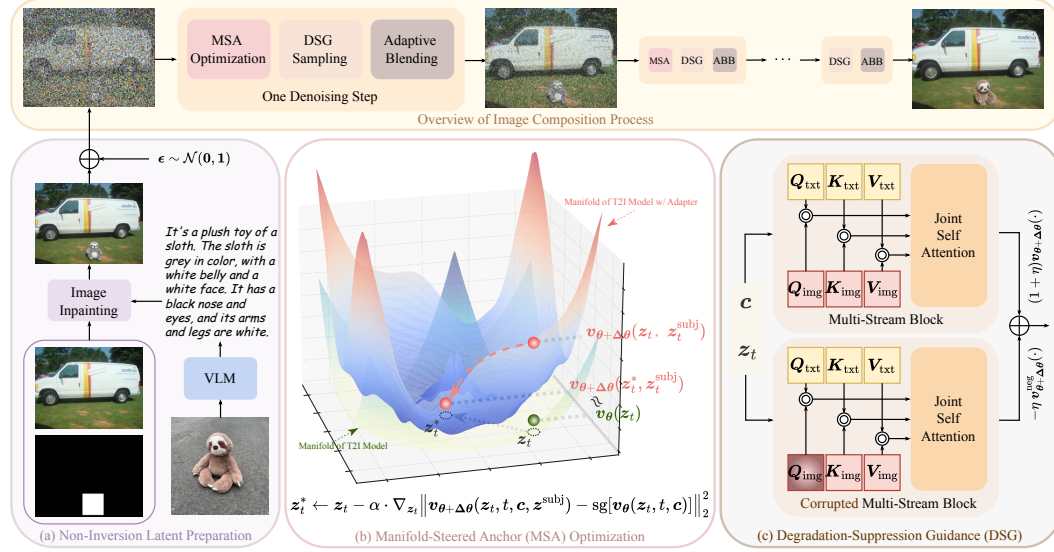 MSA
Optimization
DSG
Sampling
Adaptive
Blending
One Denoising Step
MSA
DSG
ABB
...
DSG
ABB
Overview of Image Composition Process
ϵ ∼ 𝒩(0, 1)
It's a plush toy of a
sloth. The sloth is
grey in color, with a
white belly and a
white face. It has a
black nose and
eyes, and its arms
and legs are white.
Image
Inpainting
VLM
(a) Non-Inversion Latent Preparation
Manifold of T2I Model w/ Adapter
v_{θ+Δθ}(z_t, z_t^{subj})
v_{θ+Δθ}(z_t^*, z_t^{subj})
≈
v_θ(z_t)
z_t^*
z_t
Manifold of T2I Model
z_t^* ← z_t − α · ∇_{z_t} ‖v_{θ+Δθ}(z_t, t, c, z^{subj}) − sg[v_θ(z_t, t, c)]‖_2^2
(b) Manifold-Steered Anchor (MSA) Optimization
c
z_t
Q_txt
K_txt
V_txt
Joint
Self
Attention
Q_img
K_img
V_img
Multi-Stream Block
Q_txt
K_txt
V_txt
Joint
Self
Attention
Q_img
K_img
V_img
Corrupted Multi-Stream Block
(1 + η)v_{θ+Δθ}(·)
−η v^{neg}_{θ+Δθ}(·)
(c) Degradation-Suppression Guidance (DSG)